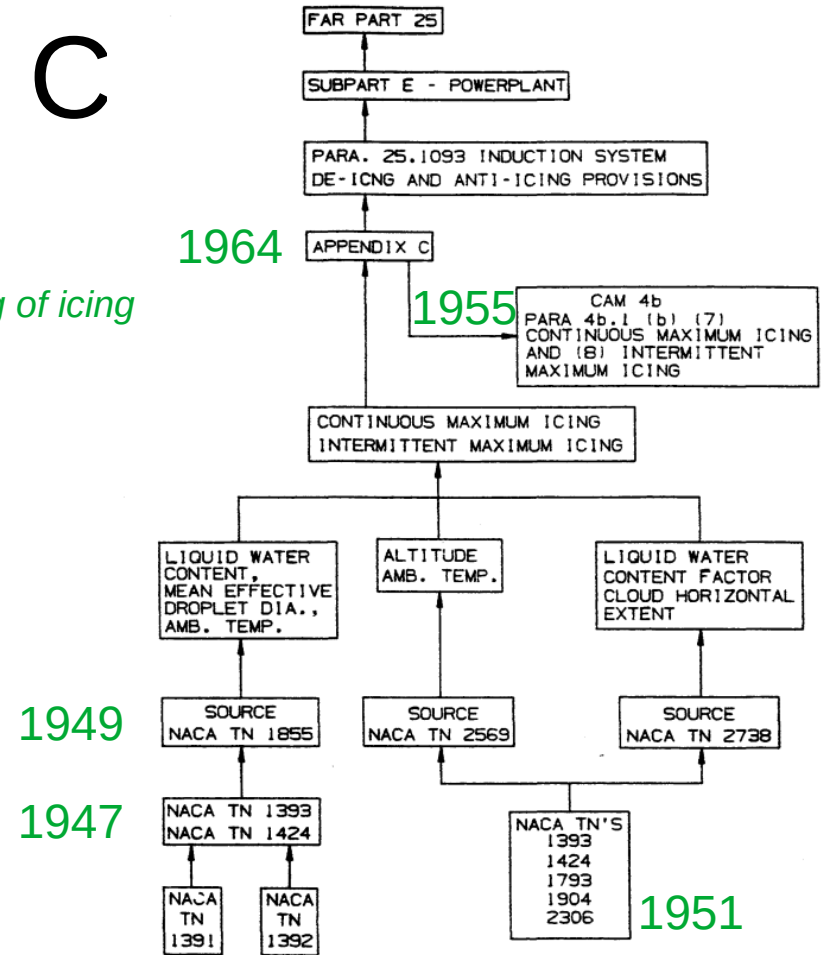 C
FAR PART 25
SUBPART E - POWERPLANT
PARA. 25.1093 INDUCTION SYSTEM
DE-ICNG AND ANTI-ICING PROVISIONS
1964
APPENDIX C
g of icing
1955
CAM 4b
PARA 4b.1 (b) (7)
CONTINUOUS MAXIMUM ICING
AND (8) INTERMITTENT
MAXIMUM ICING
CONTINUOUS MAXIMUM ICING
INTERMITTENT MAXIMUM ICING
LIQUID WATER
CONTENT,
MEAN EFFECTIVE
DROPLET DIA.,
AMB. TEMP.
ALTITUDE
AMB. TEMP.
LIQUID WATER
CONTENT FACTOR
CLOUD HORIZONTAL
EXTENT
1949
SOURCE
NACA TN 1855
SOURCE
NACA TN 2569
SOURCE
NACA TN 2738
1947
NACA TN 1393
NACA TN 1424
NACA TN'S
1393
1424
1793
1904
2306
1951
NACA
TN
1391
NACA
TN
1392